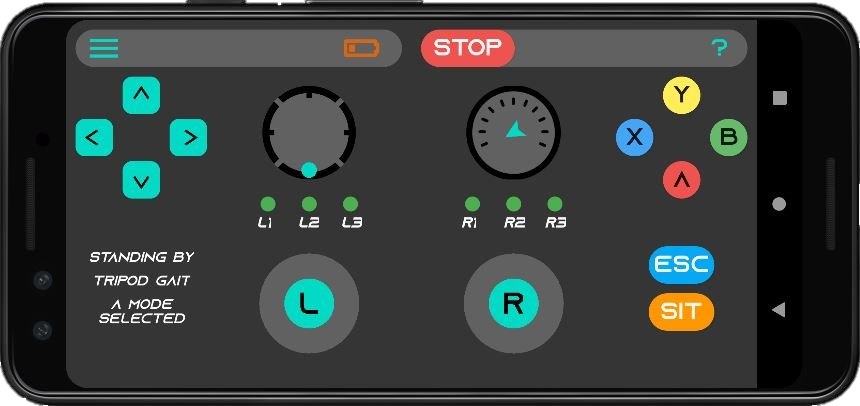 STOP
?
Y
X
B
A
L1
L2
L3
R1
R2
R3
STANDING BY
TRIPOD GAIT
A MODE
SELECTED
L
R
ESC
SIT